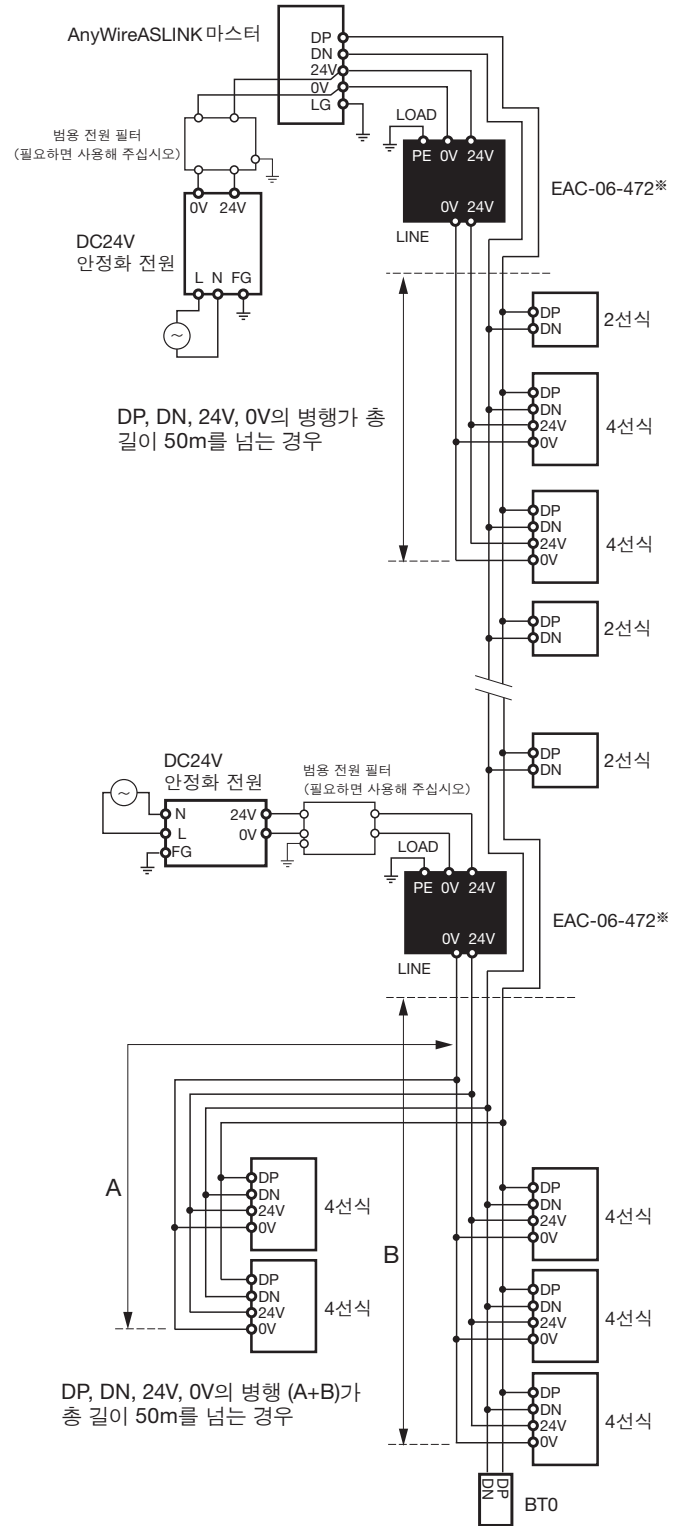 AnyWireASLINK 마스터
DP
DN
24V
0V
LG
범용 전원 필터
(필요하면 사용해 주십시오)
0V 24V
DC24V
안정화 전원
L N FG
~
LOAD
PE 0V 24V
0V 24V
LINE
EAC-06-472※
DP
DN
2선식
DP, DN, 24V, 0V의 병행가 총
길이 50m를 넘는 경우
DP
DN
24V
0V
4선식
DP
DN
24V
0V
4선식
DP
DN
2선식
DP
DN
2선식
DC24V
안정화 전원
~
N
L
FG
24V
0V
범용 전원 필터
(필요하면 사용해 주십시오)
LOAD
PE 0V 24V
0V 24V
LINE
EAC-06-472※
A
B
DP
DN
24V
0V
4선식
DP
DN
24V
0V
4선식
DP
DN
24V
0V
4선식
DP
DN
24V
0V
4선식
DP
DN
24V
0V
4선식
DP, DN, 24V, 0V의 병행 (A+B)가
총 길이 50m를 넘는 경우
DP
DN
BT0